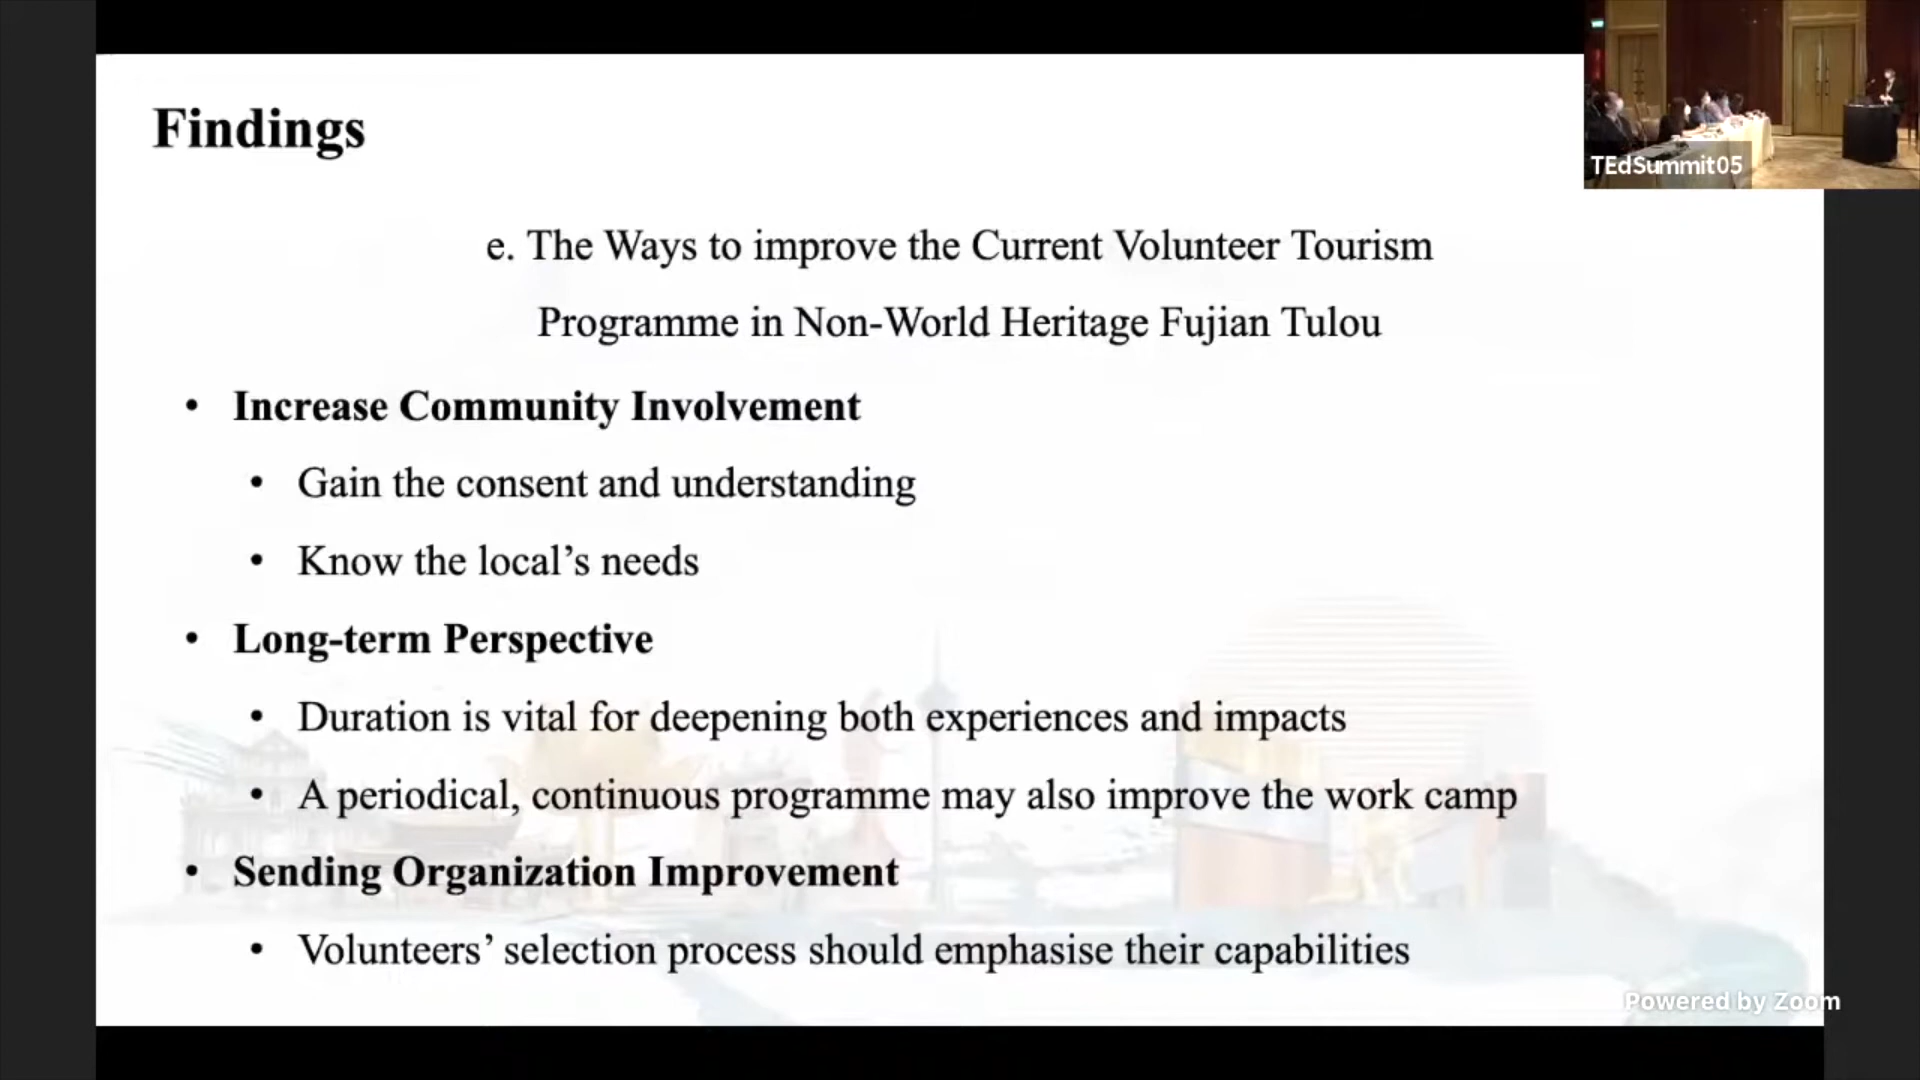 Findings
TEdSummit05
e. The Ways to improve the Current Volunteer Tourism
Programme in Non-World Heritage Fujian Tulou
• Increase Community Involvement
• Gain the consent and understanding
• Know the local’s needs
• Long-term Perspective
• Duration is vital for deepening both experiences and impacts
• A periodical, continuous programme may also improve the work camp
• Sending Organization Improvement
• Volunteers’ selection process should emphasise their capabilities
Powered by Zoom